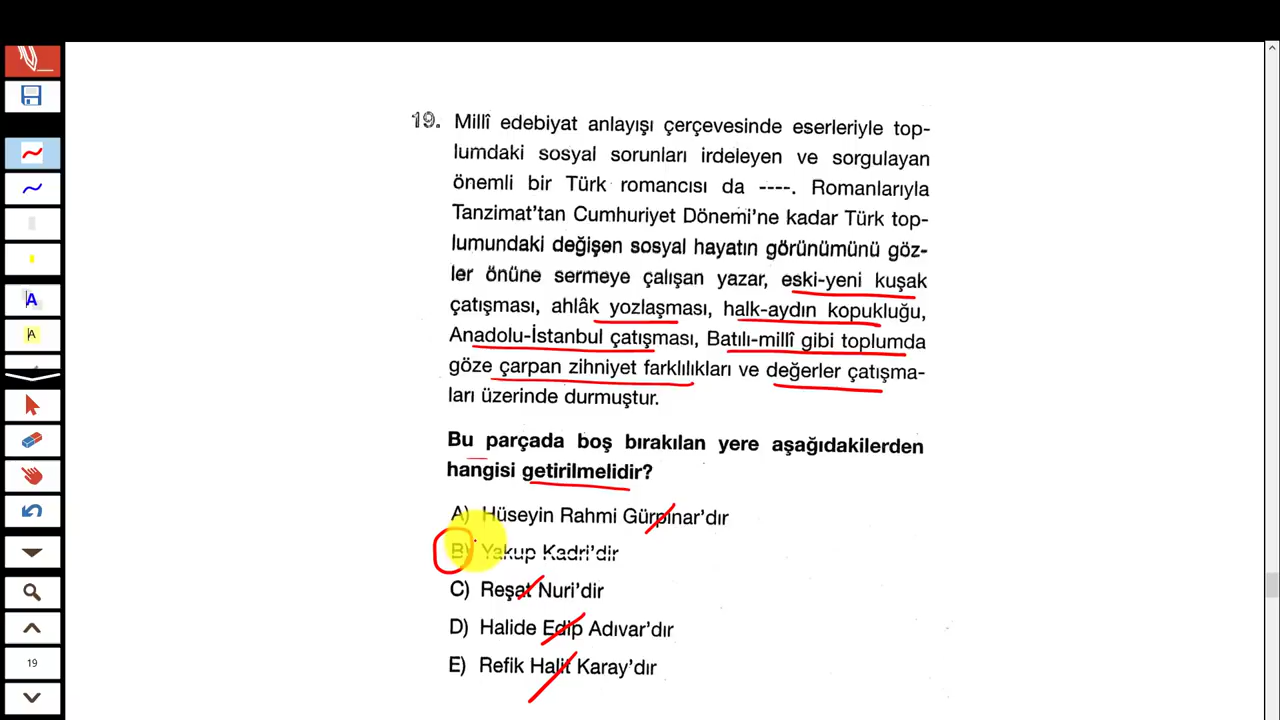 19. Millî edebiyat anlayışı çerçevesinde eserleriyle top-
lumdaki sosyal sorunları irdeleyen ve sorgulayan
önemli bir Türk romancısı da ----. Romanlarıyla
Tanzimat'tan Cumhuriyet Dönemi'ne kadar Türk top-
lumundaki değişen sosyal hayatın görünümünü göz-
ler önüne sermeye çalışan yazar, eski-yeni kuşak
çatışması, ahlâk yozlaşması, halk-aydın kopukluğu,
Anadolu-İstanbul çatışması, Batılı-millî gibi toplumda
göze çarpan zihniyet farklılıkları ve değerler çatışma-
ları üzerinde durmuştur.
Bu parçada boş bırakılan yere aşağıdakilerden
hangisi getirilmelidir?
A) Hüseyin Rahmi Gürpınar'dır
B) Yakup Kadri'dir
C) Reşat Nuri'dir
D) Halide Edip Adıvar'dır
E) Refik Halit Karay'dır
A
A
19